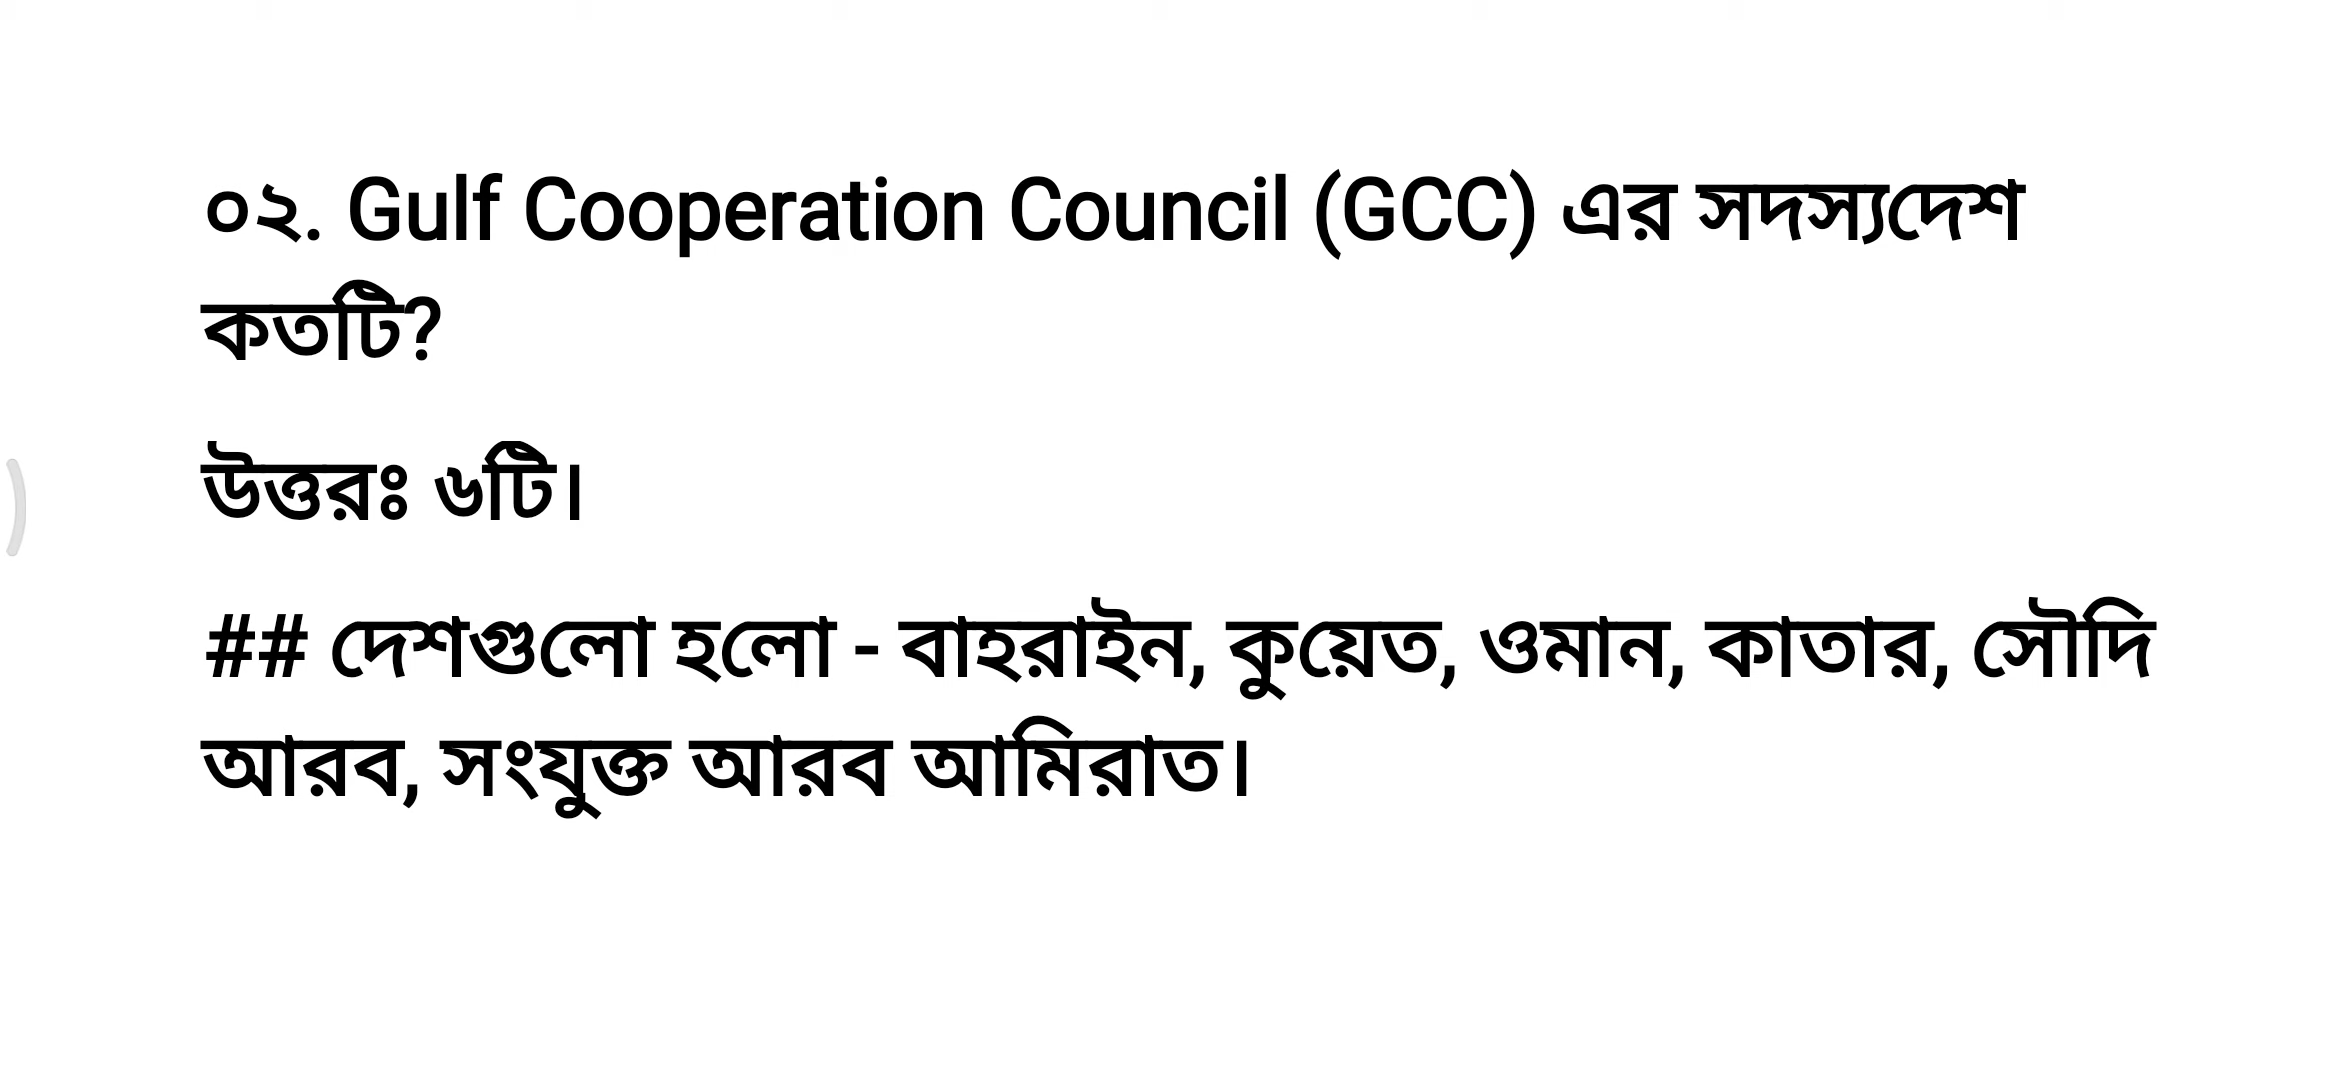 ০২. Gulf Cooperation Council (GCC) এর সদস্যদেশ
কতটি?
উত্তরঃ ৬টি।
## দেশগুলো হলো - বাহরাইন, কুয়েত, ওমান, কাতার, সৌদি
আরব, সংযুক্ত আরব আমিরাত।